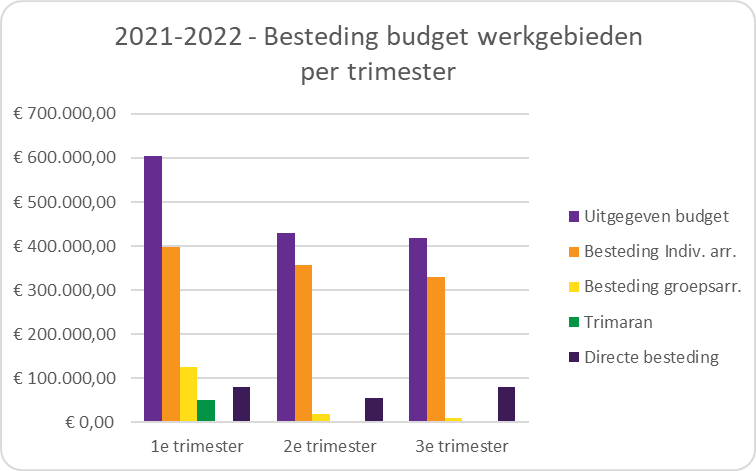 2021-2022 - Besteding budget werkgebieden
per trimester
€ 700.000,00
€ 600.000,00
€ 500.000,00
€ 400.000,00
€ 300.000,00
€ 200.000,00
€ 100.000,00
€ 0,00
1e trimester
2e trimester
3e trimester
Uitgegeven budget
Besteding Indiv. arr.
Besteding groepsarr.
Trimaran
Directe besteding